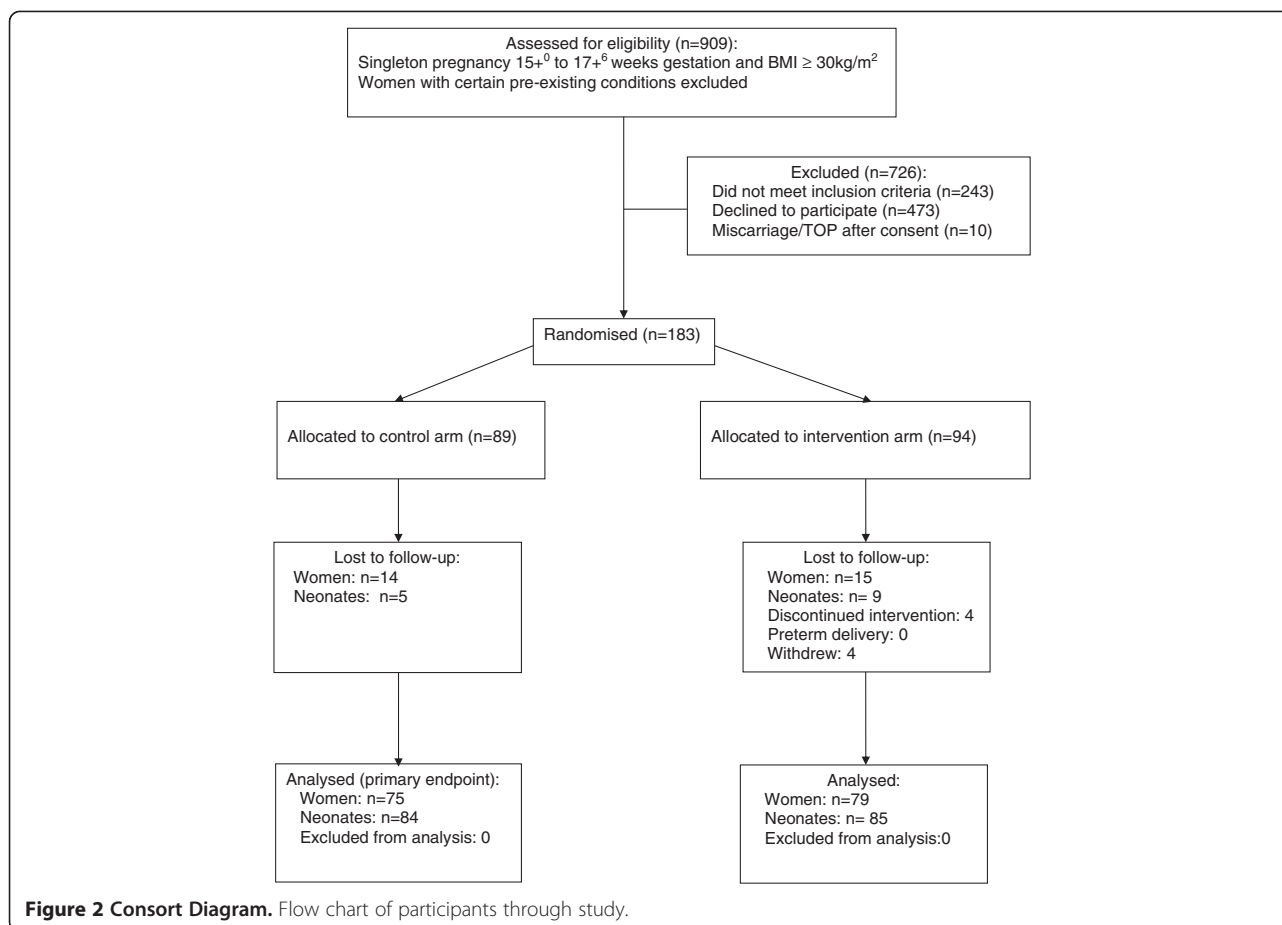 Assessed for eligibility (n=909):
Singleton pregnancy 15+⁰ to 17+⁶ weeks gestation and BMI ≥ 30kg/m²
Women with certain pre-existing conditions excluded
Excluded (n=726):
Did not meet inclusion criteria (n=243)
Declined to participate (n=473)
Miscarriage/TOP after consent (n=10)
Randomised (n=183)
Allocated to control arm (n=89)
Allocated to intervention arm (n=94)
Lost to follow-up:
Women: n=14
Neonates: n=5
Lost to follow-up:
Women: n=15
Neonates: n= 9
Discontinued intervention: 4
Preterm delivery: 0
Withdrew: 4
Analysed (primary endpoint):
Women: n=75
Neonates: n=84
Excluded from analysis: 0
Analysed:
Women: n=79
Neonates: n= 85
Excluded from analysis:0
Figure 2 Consort Diagram. Flow chart of participants through study.